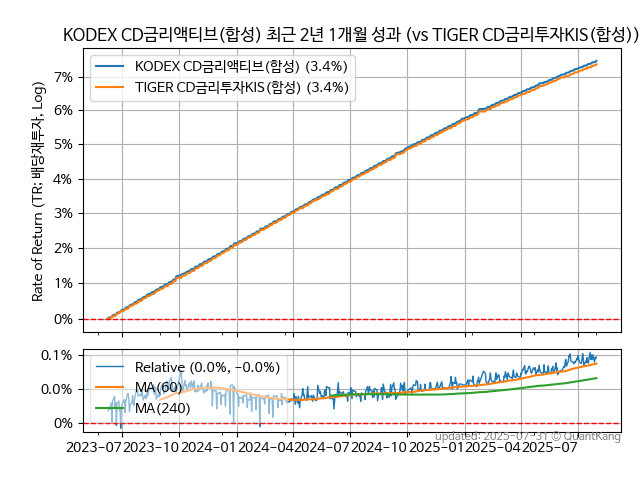 KODEX CD금리액티브(합성) 최근 2년 1개월 성과 (vs TIGER CD금리투자KIS(합성))
KODEX CD금리액티브(합성) (3.4%)
TIGER CD금리투자KIS(합성) (3.4%)
Rate of Return (TR; 배당재투자, Log)
7%
6%
5%
4%
3%
2%
1%
0%
Relative (0.0%, −0.0%)
MA(60)
MA(240)
0.1%
0.0%
0%
2023-07 2023-10 2024-01 2024-04 2024-07 2024-10 2025-01 2025-04 2025-07
updated: 2025-07-31 © QuantKang